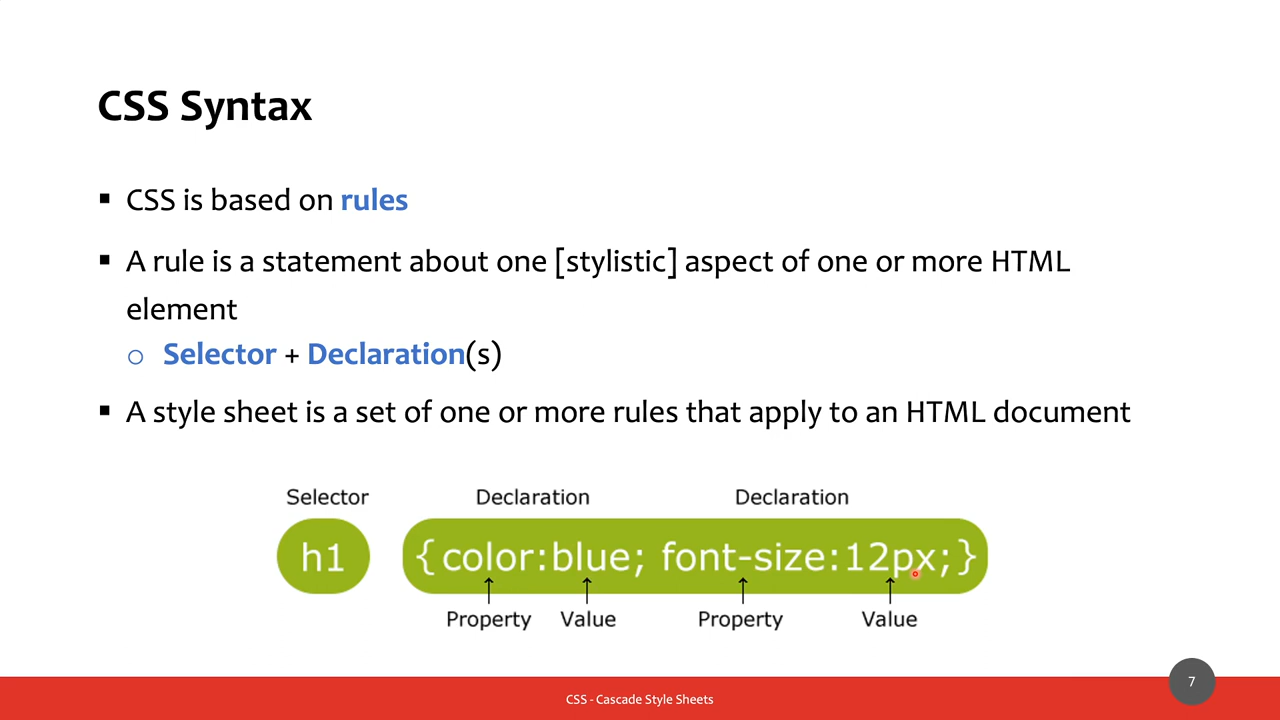 CSS Syntax
▪ CSS is based on rules
▪ A rule is a statement about one [stylistic] aspect of one or more HTML
element
o Selector + Declaration(s)
▪ A style sheet is a set of one or more rules that apply to an HTML document
Selector Declaration Declaration
h1 {color:blue; font-size:12px;}
Property Value Property Value
7
CSS - Cascade Style Sheets